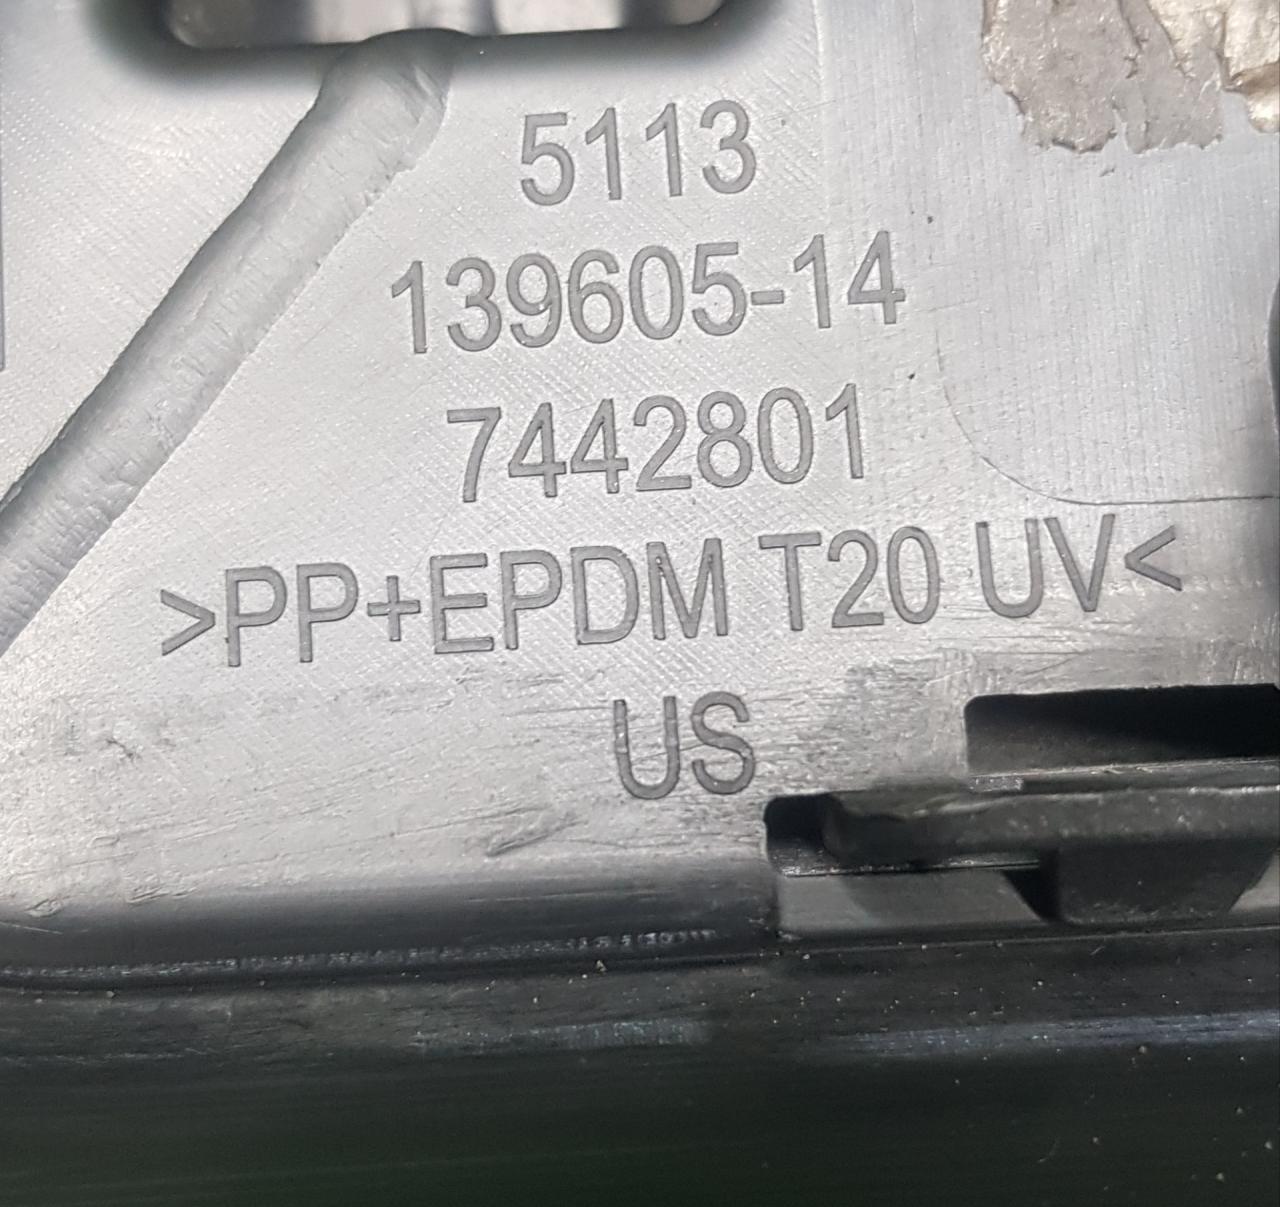 5113
139605-14
7442801
>PP+EPDM T20 UV<
US